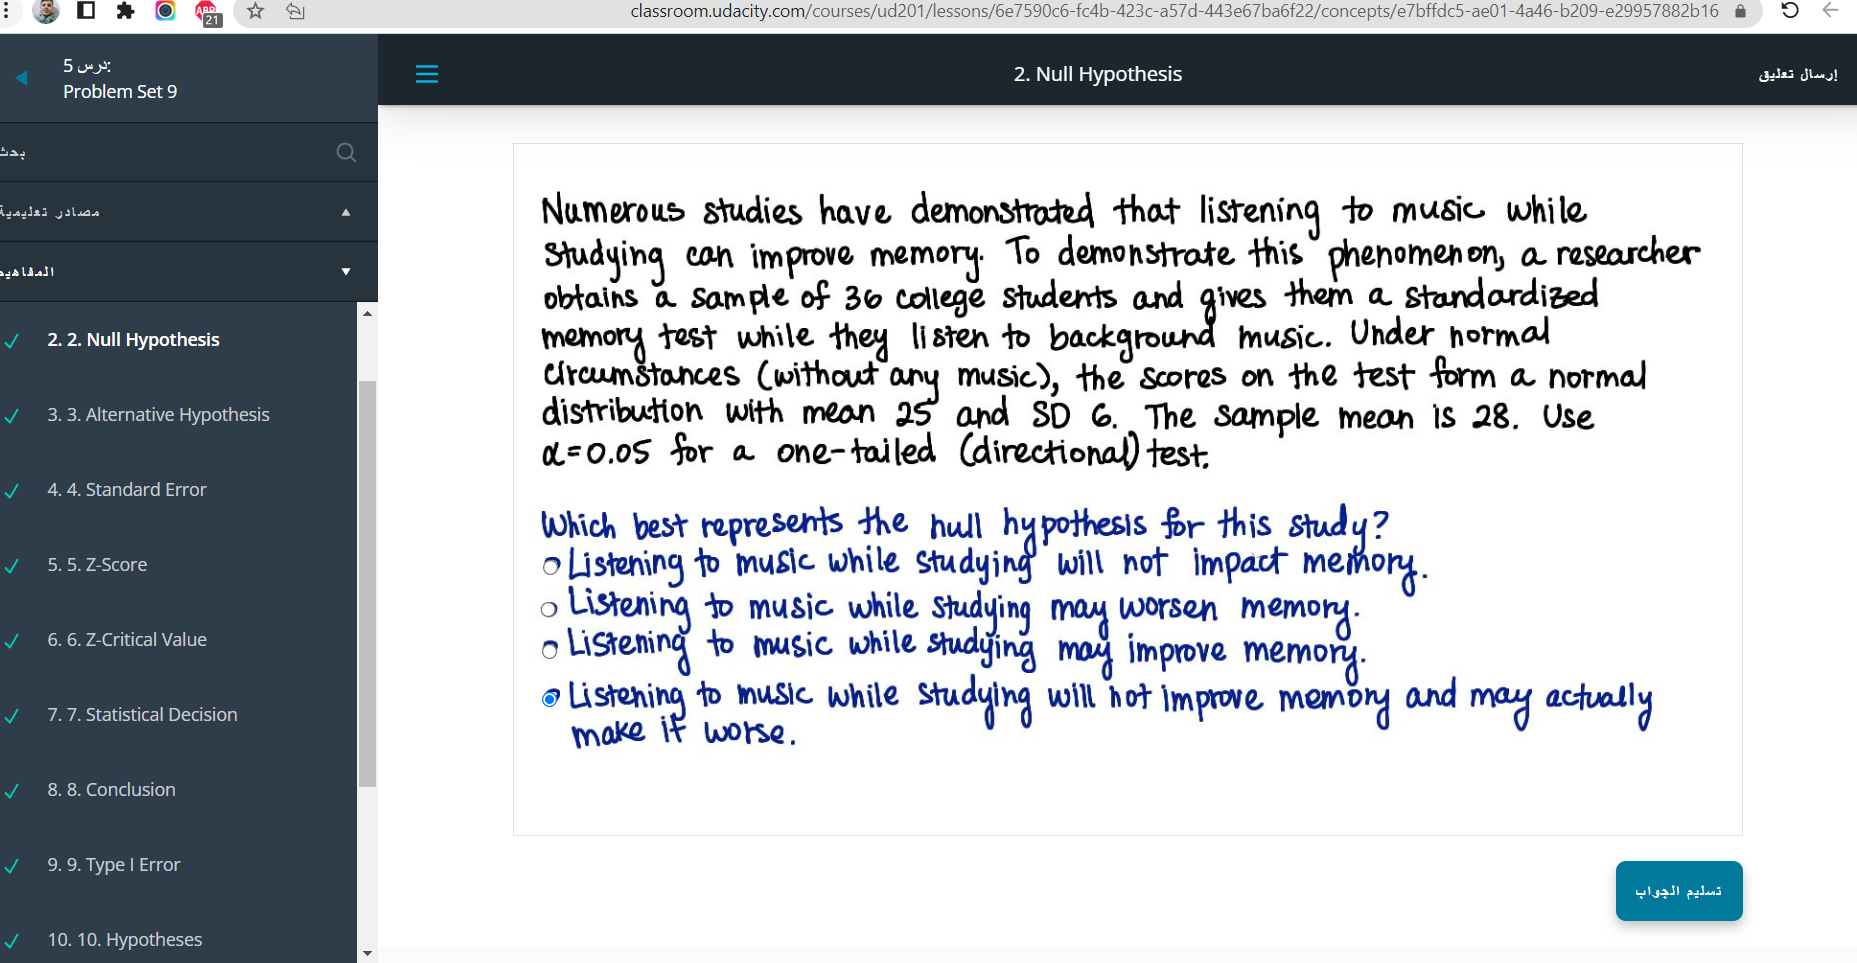 classroom.udacity.com/courses/ud201/lessons/6e7590c6-fc4b-423c-a57d-443e67ba6f22/concepts/e7bffdc5-ae01-4a46-b209-e29957882b16
ABP
21
درس 5:
Problem Set 9
2. Null Hypothesis
إرسال تعليق
بحث
مصادر تعليمية
المفاهيم
2. 2. Null Hypothesis
3. 3. Alternative Hypothesis
4. 4. Standard Error
5. 5. Z-Score
6. 6. Z-Critical Value
7. 7. Statistical Decision
8. 8. Conclusion
9. 9. Type I Error
10. 10. Hypotheses
Numerous studies have demonstrated that listening to music while
studying can improve memory. To demonstrate this phenomenon, a researcher
obtains a sample of 36 college students and gives them a standardized
memory test while they listen to background music. Under normal
circumstances (without any music), the scores on the test form a normal
distribution with mean 25 and SD 6. The sample mean is 28. Use
α=0.05 for a one-tailed (directional) test.
Which best represents the null hypothesis for this study?
Listening to music while studying will not impact memory.
Listening to music while studying may worsen memory.
Listening to music while studying may improve memory.
Listening to music while studying will not improve memory and may actually
make it worse.
تسليم الجواب